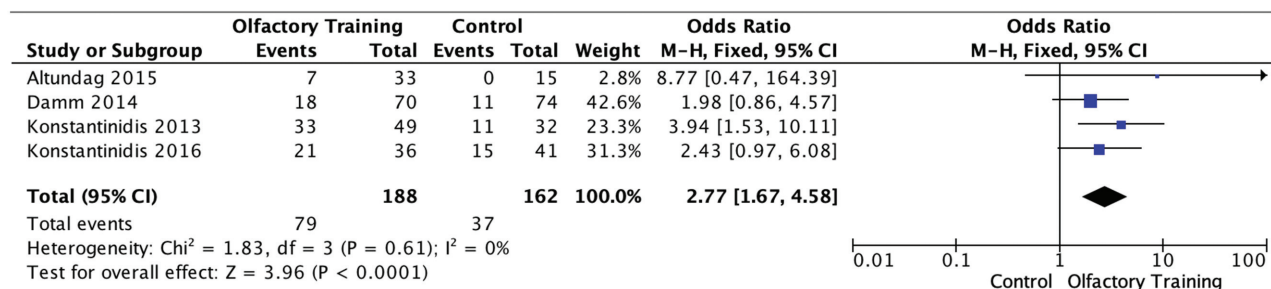 Olfactory Training Control Odds Ratio Odds Ratio
Study or Subgroup Events Total Events Total Weight M-H, Fixed, 95% CI M-H, Fixed, 95% CI
Altundag 2015 7 33 0 15 2.8% 8.77 [0.47, 164.39]
Damm 2014 18 70 11 74 42.6% 1.98 [0.86, 4.57]
Konstantinidis 2013 33 49 11 32 23.3% 3.94 [1.53, 10.11]
Konstantinidis 2016 21 36 15 41 31.3% 2.43 [0.97, 6.08]
Total (95% CI) 188 162 100.0% 2.77 [1.67, 4.58]
Total events 79 37
Heterogeneity: Chi² = 1.83, df = 3 (P = 0.61); I² = 0%
Test for overall effect: Z = 3.96 (P < 0.0001)
0.01 0.1 1 10 100
Control Olfactory Training